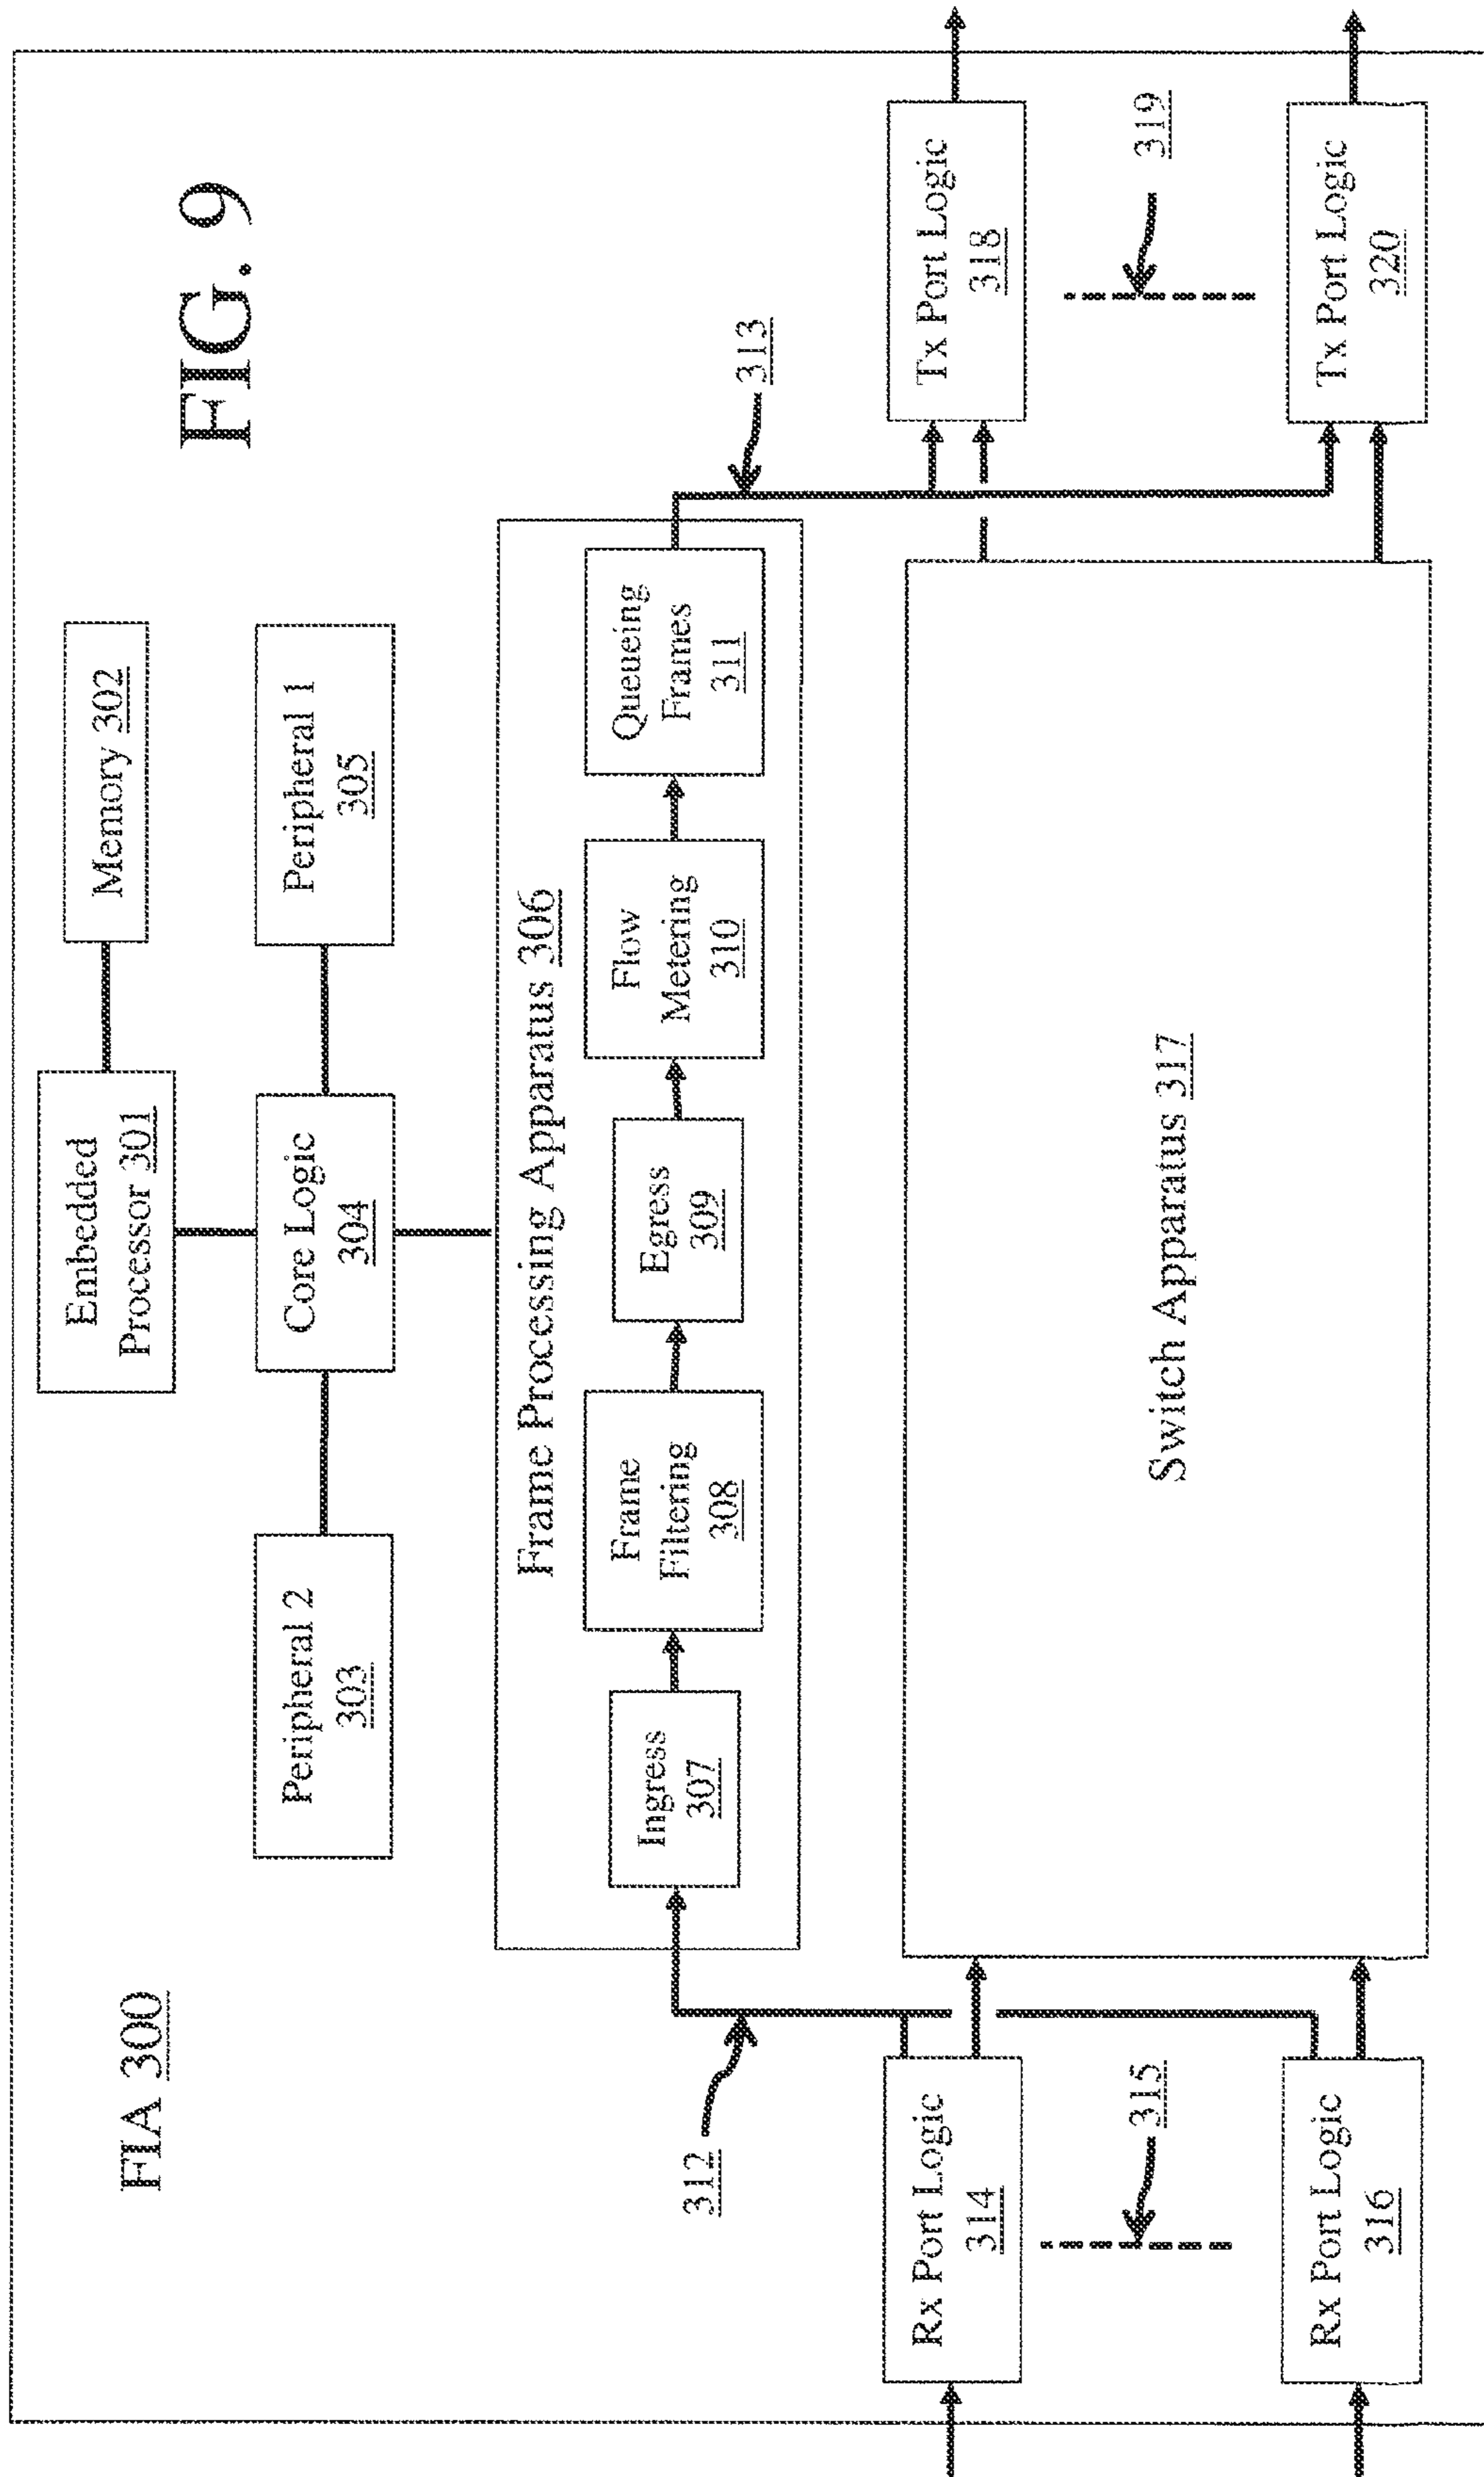 FIG. 9
FIA 300
Embedded
Processor 301
Memory 302
Peripheral 2
303
Core Logic
304
Peripheral 1
305
Frame Processing Apparatus 306
Ingress
307
Frame
Filtering
308
Egress
309
Flow
Metering
310
Queueing
Frames
311
312
313
Rx Port Logic
314
315
Rx Port Logic
316
Switch Apparatus 317
Tx Port Logic
318
319
Tx Port Logic
320